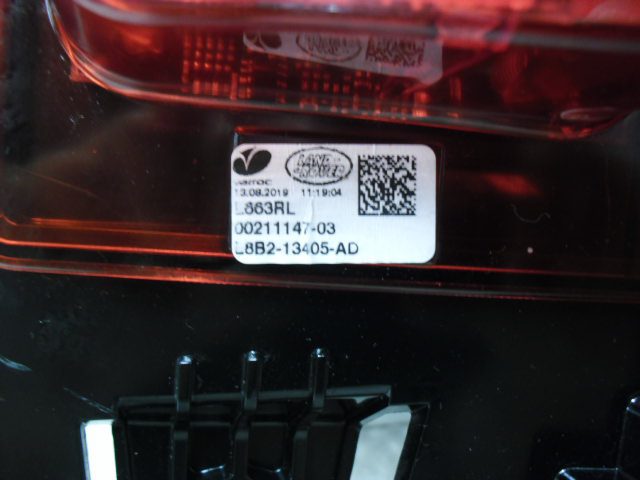 LAND-
ROVER
varroc
13.08.2019 11:19:04
L663RL
00211147-03
L8B2-13405-AD